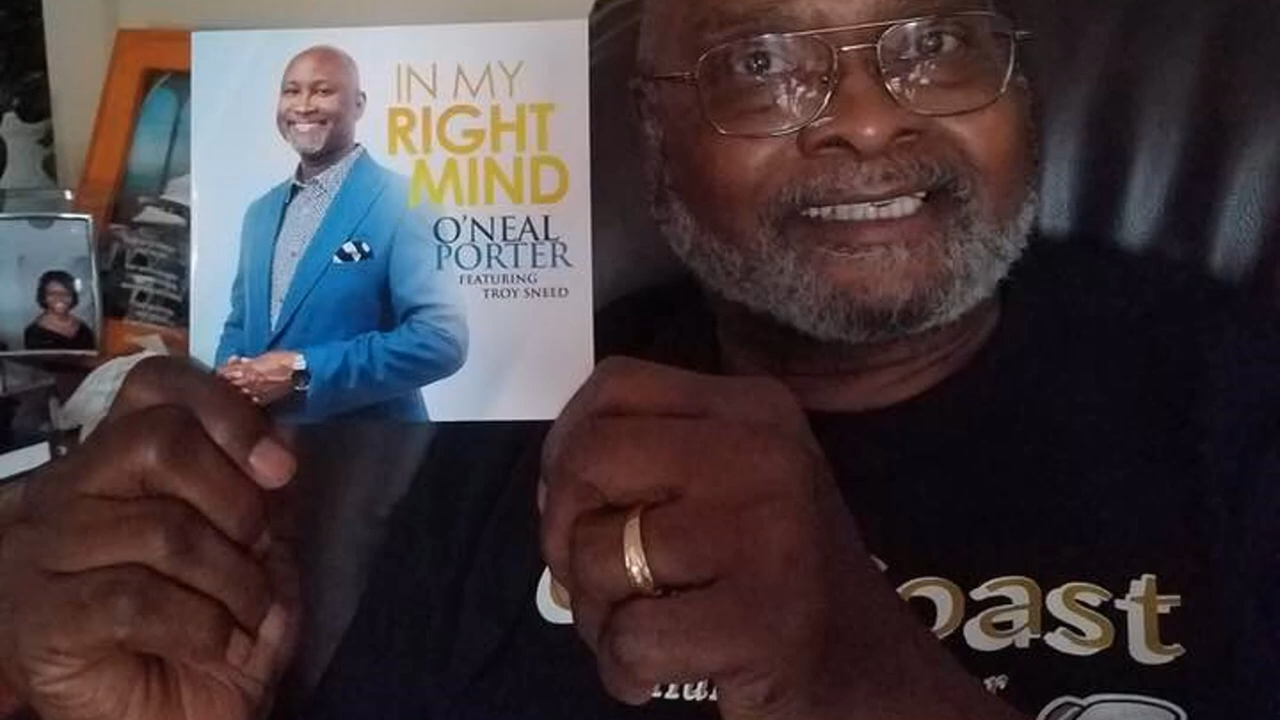 IN MY
RIGHT
MIND
O'NEAL
PORTER
FEATURING
TROY SNEED
oast